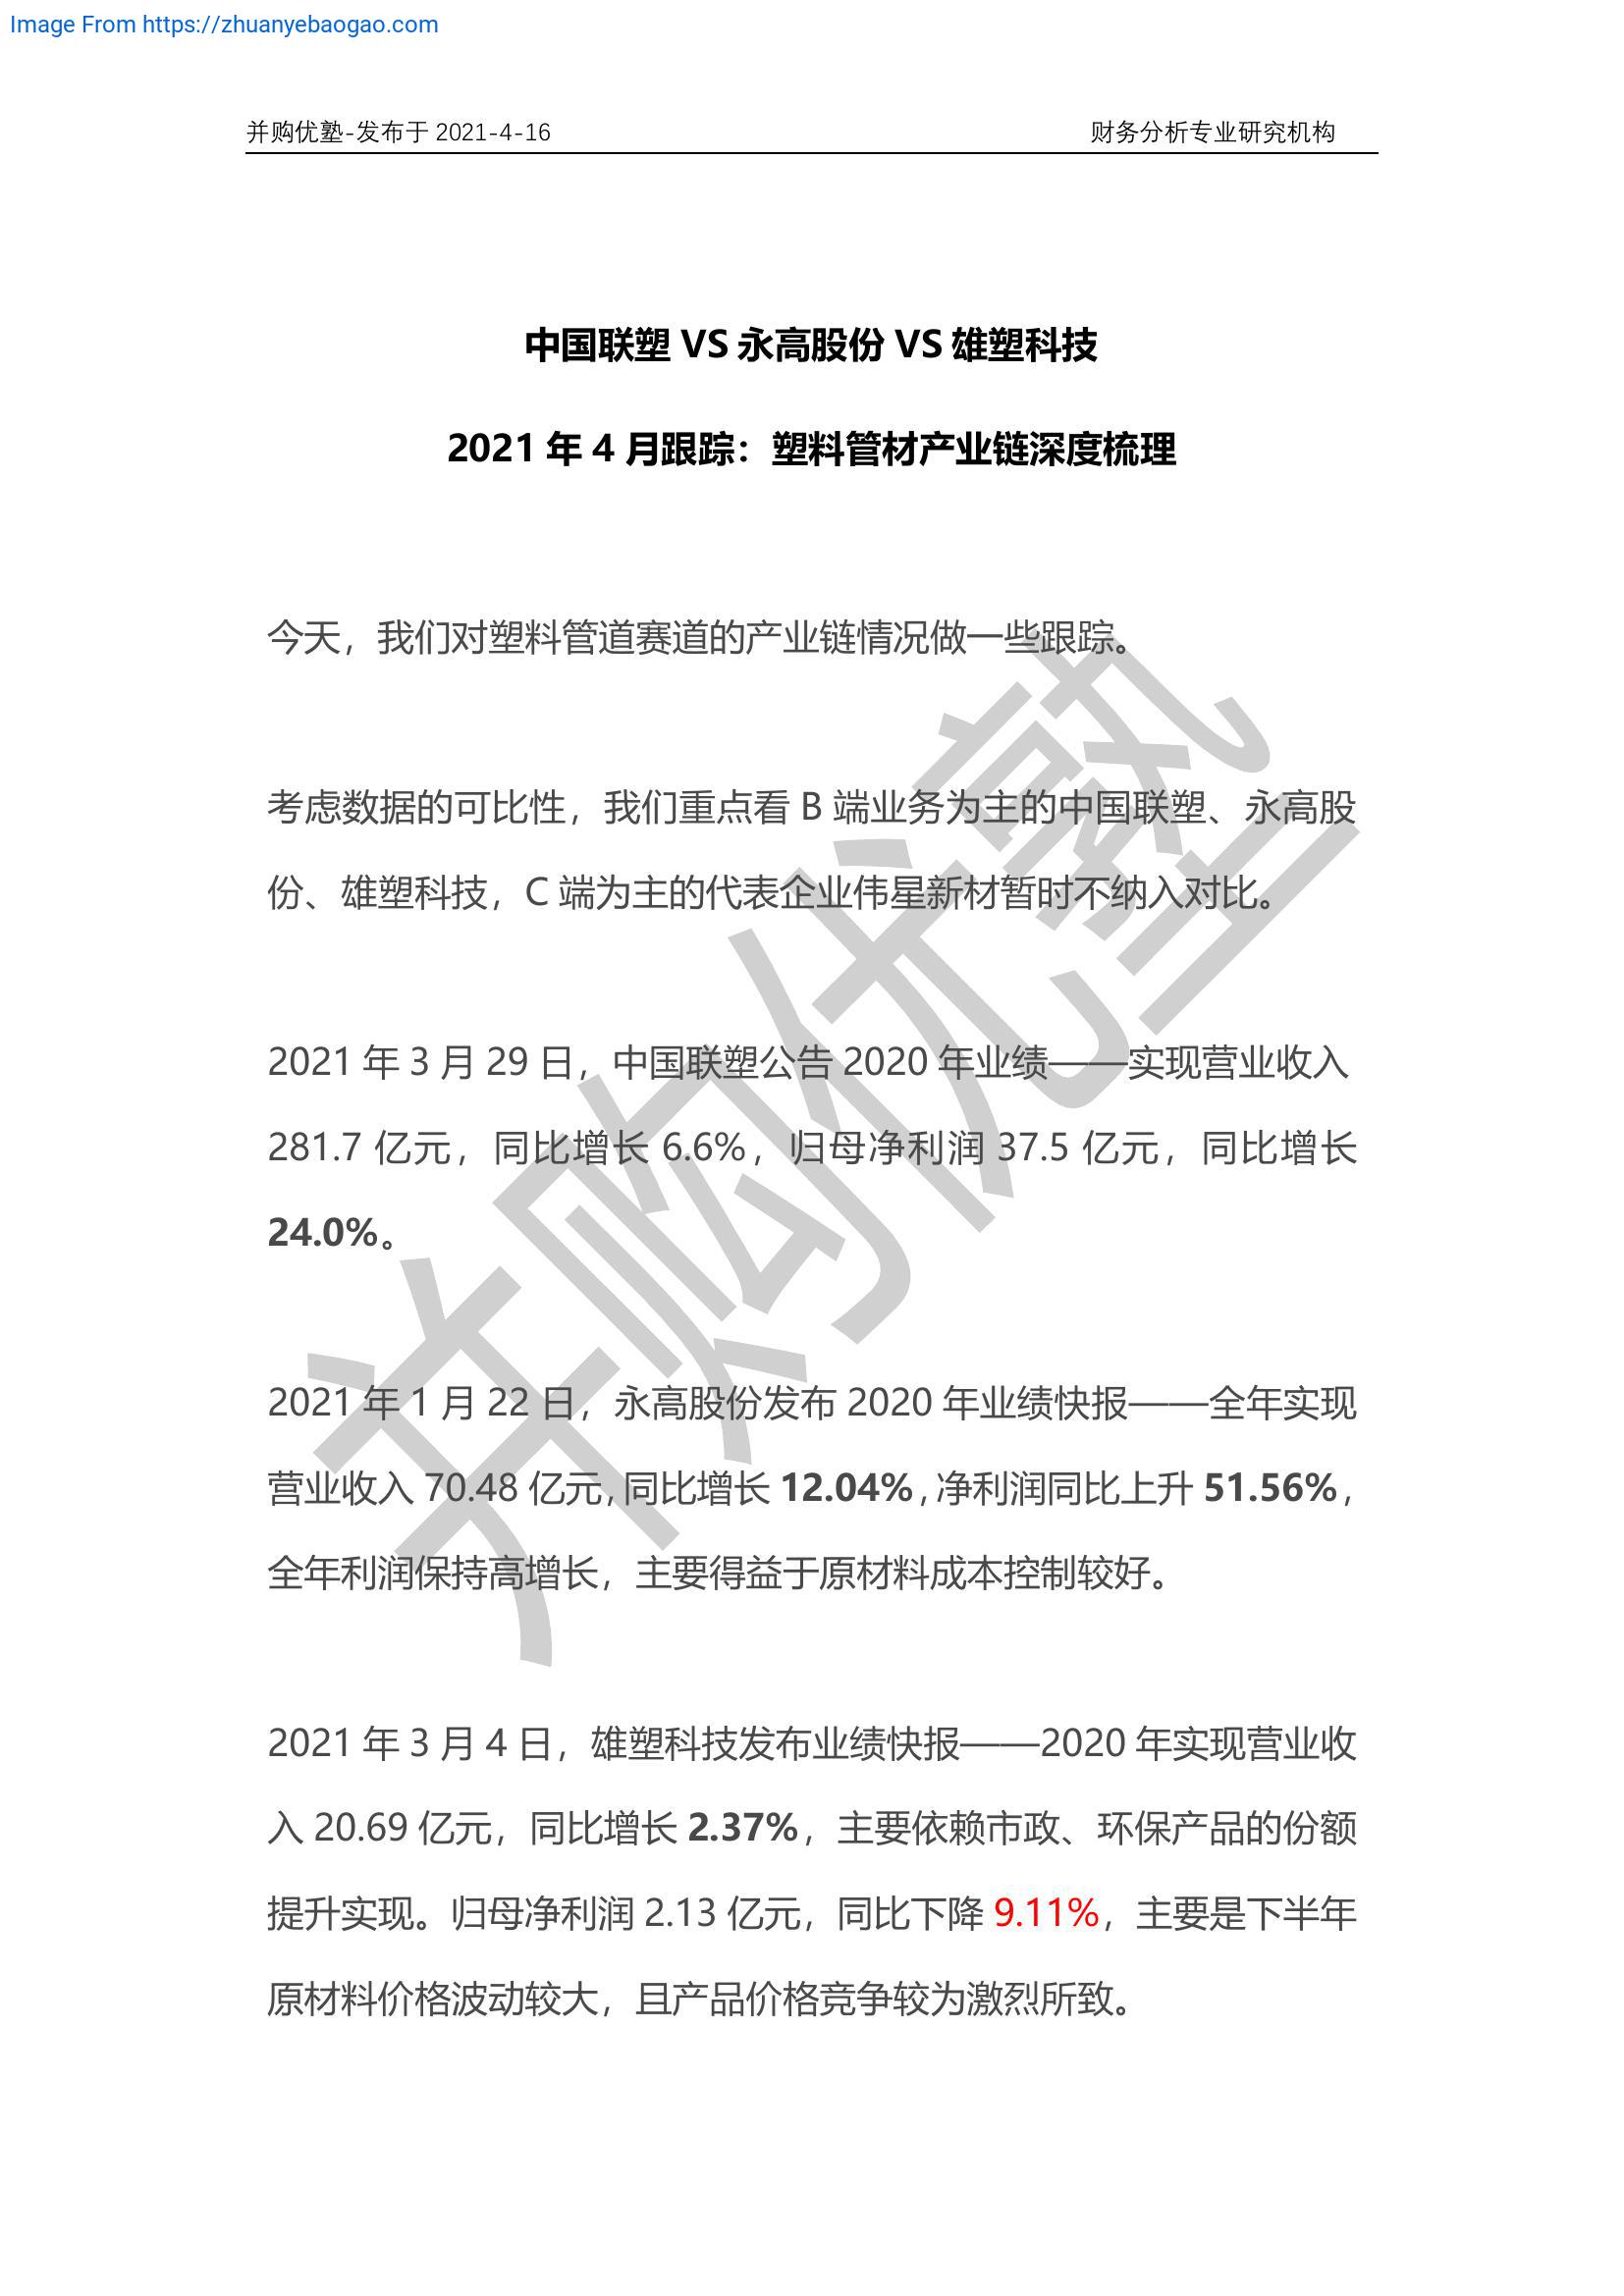 Image From https://zhuanyebaogao.com
并购优塾-发布于 2021-4-16 财务分析专业研究机构
中国联塑 VS 永高股份 VS 雄塑科技
2021 年 4 月跟踪：塑料管材产业链深度梳理
今天，我们对塑料管道赛道的产业链情况做一些跟踪。
考虑数据的可比性，我们重点看 B 端业务为主的中国联塑、永高股
份、雄塑科技，C 端为主的代表企业伟星新材暂时不纳入对比。
2021 年 3 月 29 日，中国联塑公告 2020 年业绩——实现营业收入
281.7 亿元，同比增长 6.6%，归母净利润 37.5 亿元，同比增长
24.0%。
2021 年 1 月 22 日，永高股份发布 2020 年业绩快报——全年实现
营业收入 70.48 亿元，同比增长 12.04%，净利润同比上升 51.56%，
全年利润保持高增长，主要得益于原材料成本控制较好。
2021 年 3 月 4 日，雄塑科技发布业绩快报——2020 年实现营业收
入 20.69 亿元，同比增长 2.37%，主要依赖市政、环保产品的份额
提升实现。归母净利润 2.13 亿元，同比下降 9.11%，主要是下半年
原材料价格波动较大，且产品价格竞争较为激烈所致。
并购优塾